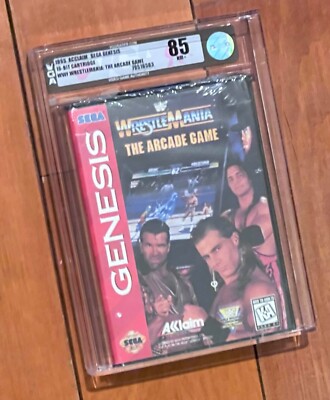 VGA
1995 ACCLAIM SEGA GENESIS
16-BIT CARTRIDGE
WWF WRESTLEMANIA: THE ARCADE GAME
85
NM+
SEGA
GENESIS
WRESTLEMANIA
THE ARCADE GAME
AKklaim
SEGA